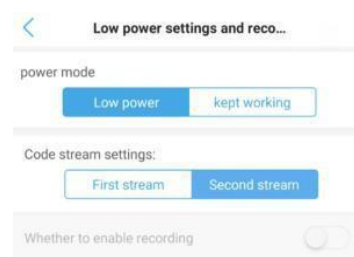 Low power settings and reco...
power mode
Low power kept working
Code stream settings:
First stream Second stream
Whether to enable recording